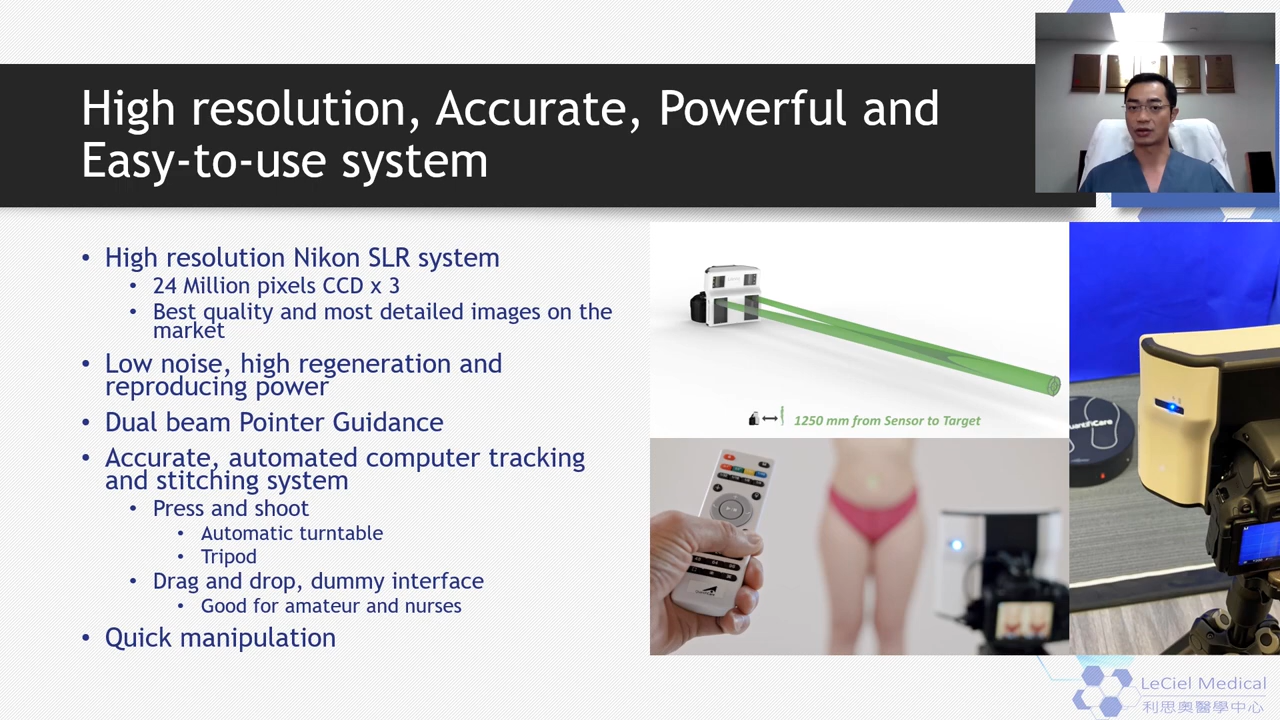 High resolution, Accurate, Powerful and
Easy-to-use system
• High resolution Nikon SLR system
• 24 Million pixels CCD x 3
• Best quality and most detailed images on the
market
• Low noise, high regeneration and
reproducing power
• Dual beam Pointer Guidance
• Accurate, automated computer tracking
and stitching system
• Press and shoot
• Automatic turntable
• Tripod
• Drag and drop, dummy interface
• Good for amateur and nurses
• Quick manipulation
1250 mm from Sensor to Target
LeCiel Medical
利思奧醫學中心